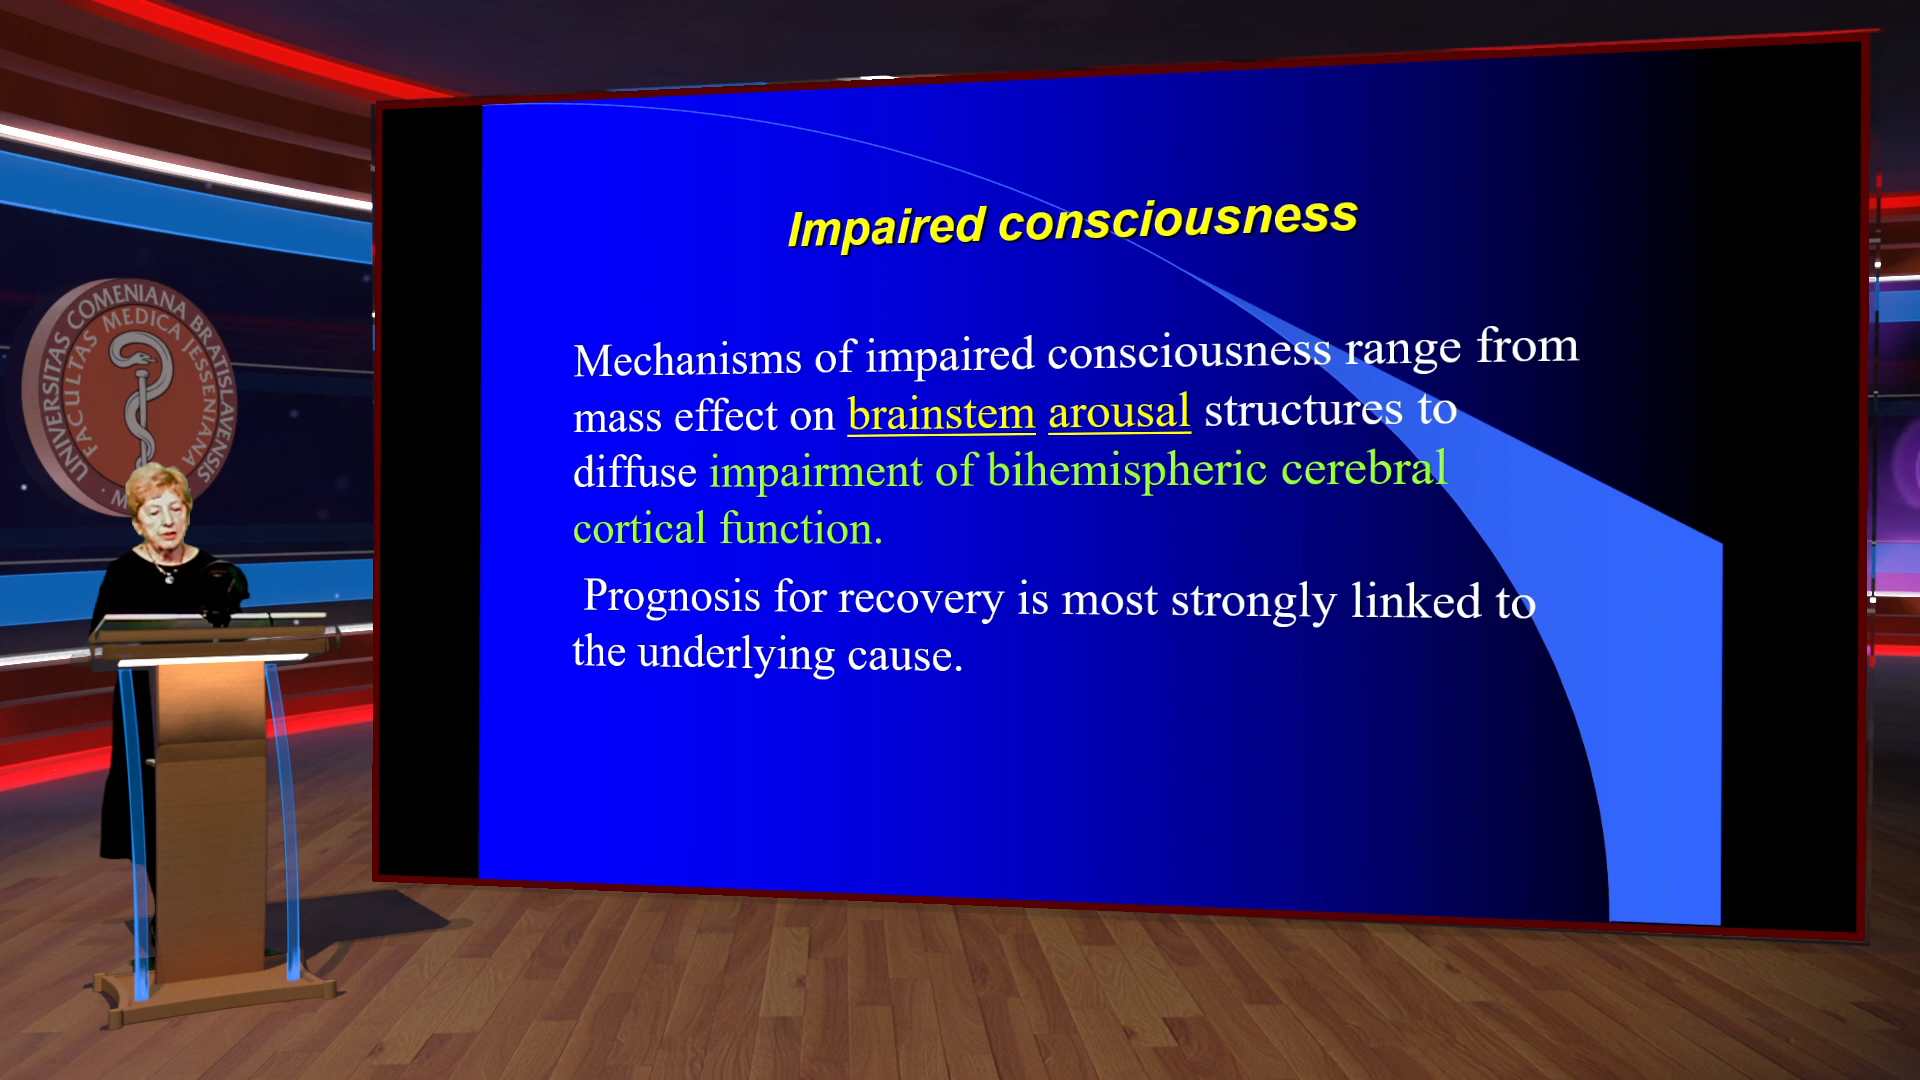 Impaired consciousness
Mechanisms of impaired consciousness range from
mass effect on brainstem arousal structures to
diffuse impairment of bihemispheric cerebral
cortical function.
Prognosis for recovery is most strongly linked to
the underlying cause.
UNIVERSITAS COMENIANA BRATISLAVENSIS
FACULTAS MEDICA JESSENIANA